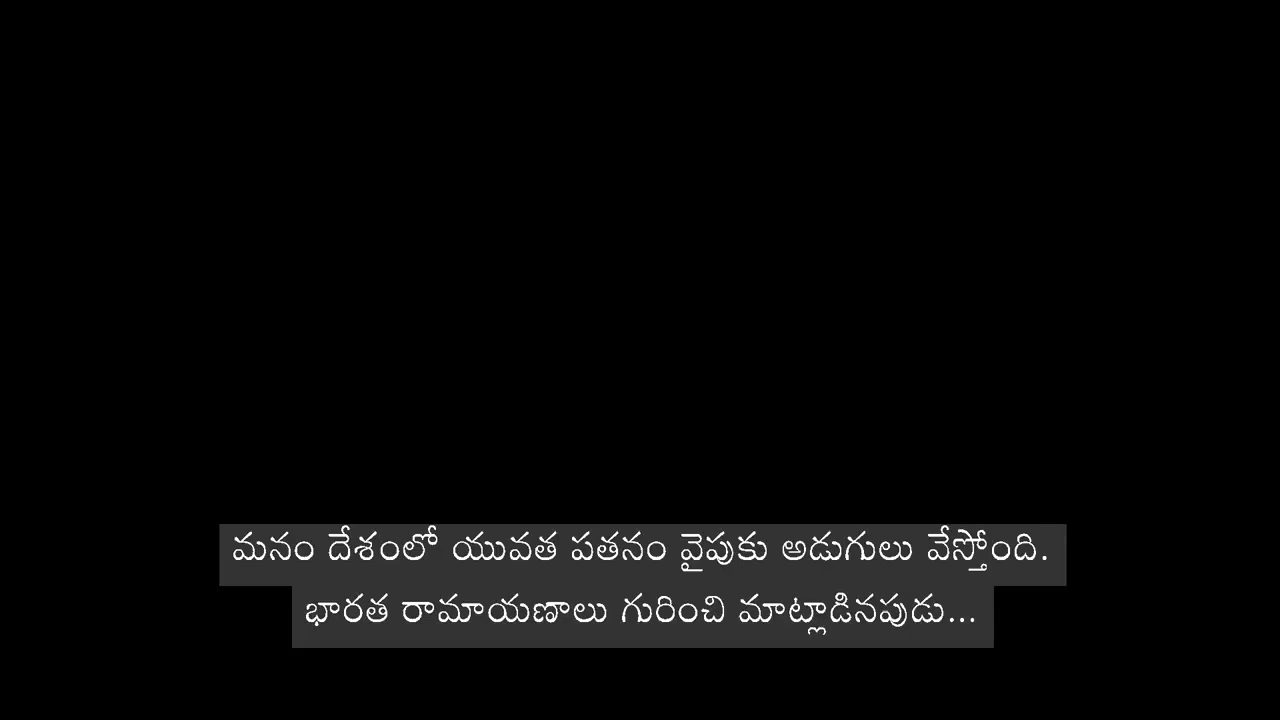 మనం దేశంలో యువత పతనం వైపుకు అడుగులు వేస్తోంది.
భారత రామాయణాలు గురించి మాట్లాడినపుడు...